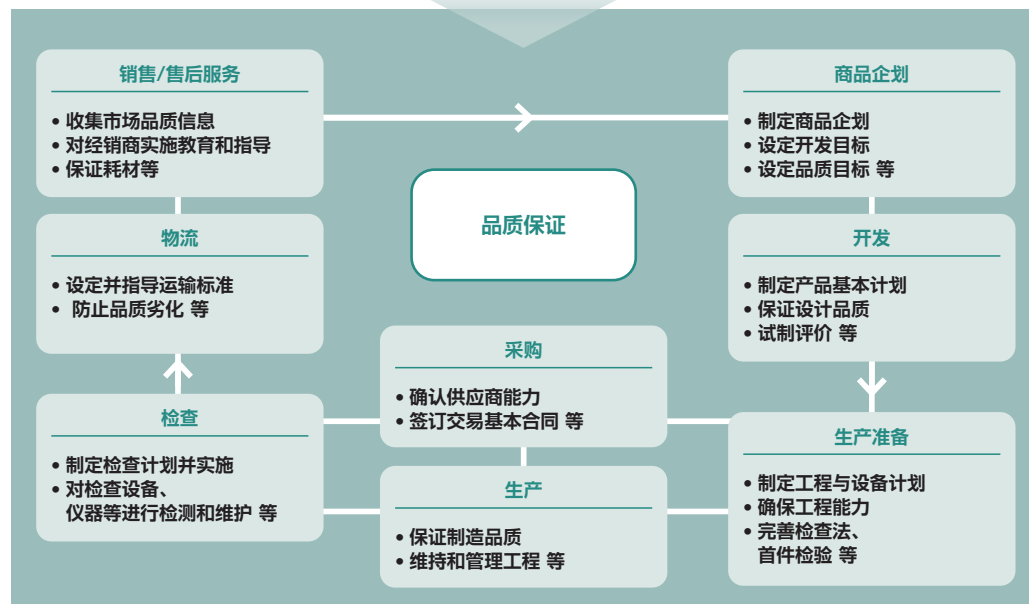 销售/售后服务
• 收集市场品质信息
• 对经销商实施教育和指导
• 保证耗材等
商品企划
• 制定商品企划
• 设定开发目标
• 设定品质目标 等
品质保证
物流
• 设定并指导运输标准
• 防止品质劣化 等
开发
• 制定产品基本计划
• 保证设计品质
• 试制评价 等
采购
• 确认供应商能力
• 签订交易基本合同 等
检查
• 制定检查计划并实施
• 对检查设备、
仪器等进行检测和维护 等
生产
• 保证制造品质
• 维持和管理工程 等
生产准备
• 制定工程与设备计划
• 确保工程能力
• 完善检查法、
首件检验 等